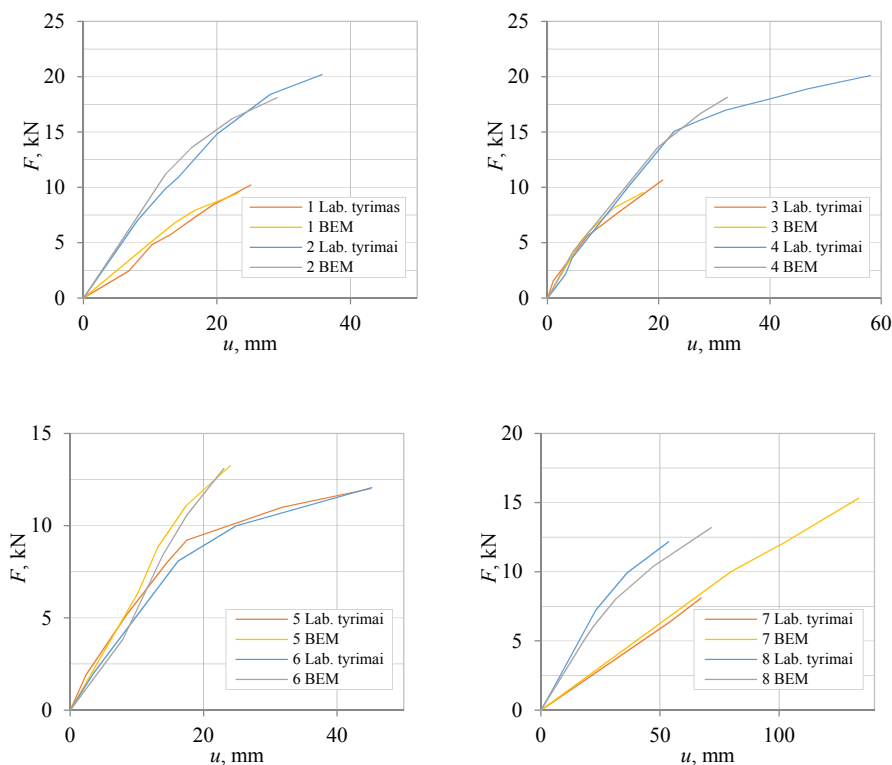 25
20
15
10
5
0
F, kN
0
20
40
u, mm
1 Lab. tyrimas
1 BEM
2 Lab. tyrimai
2 BEM
25
20
15
10
5
0
F, kN
0
20
40
60
u, mm
3 Lab. tyrimai
3 BEM
4 Lab. tyrimai
4 BEM
15
10
5
0
F, kN
0
20
40
u, mm
5 Lab. tyrimai
5 BEM
6 Lab. tyrimai
6 BEM
20
15
10
5
0
F, kN
0
50
100
u, mm
7 Lab. tyrimai
7 BEM
8 Lab. tyrimai
8 BEM